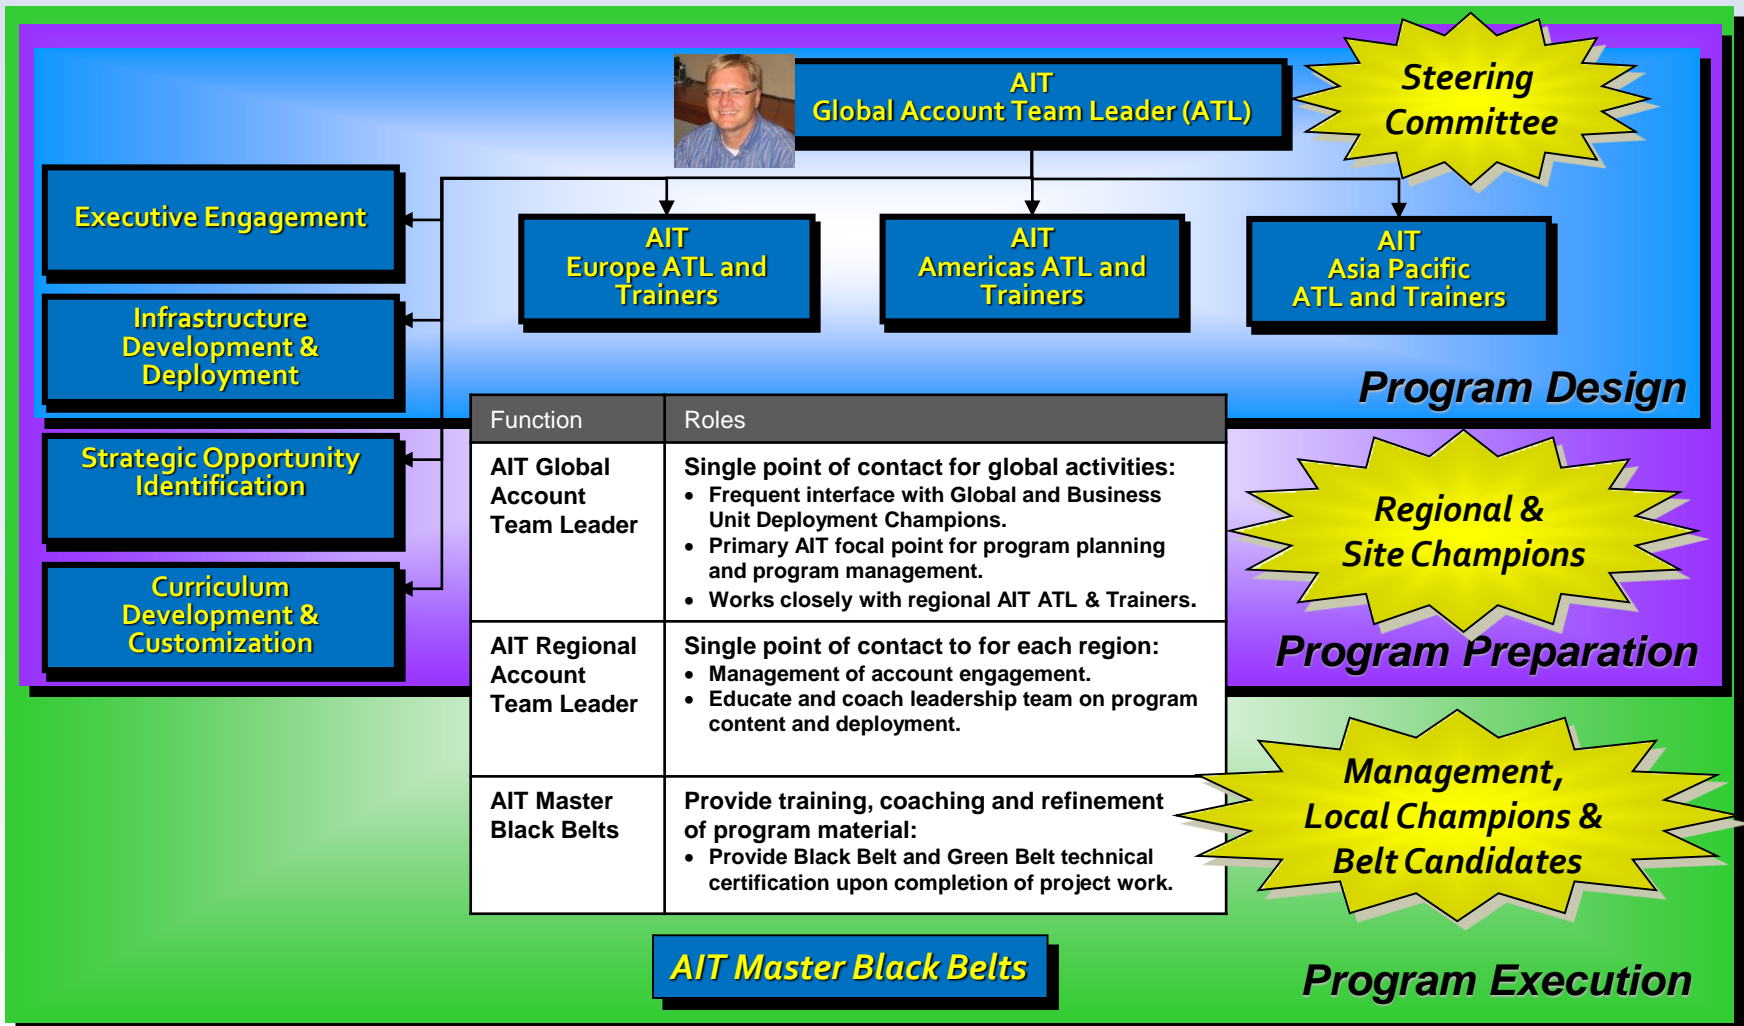 AIT
Global Account Team Leader (ATL)
Steering
Committee
Executive Engagement
AIT
Europe ATL and
Trainers
AIT
Americas ATL and
Trainers
AIT
Asia Pacific
ATL and Trainers
Infrastructure
Development &
Deployment
Program Design
Strategic Opportunity
Identification
Curriculum
Development &
Customization
Function
Roles
AIT Global
Account
Team Leader
Single point of contact for global activities:
• Frequent interface with Global and Business
Unit Deployment Champions.
• Primary AIT focal point for program planning
and program management.
• Works closely with regional AIT ATL & Trainers.
AIT Regional
Account
Team Leader
Single point of contact to for each region:
• Management of account engagement.
• Educate and coach leadership team on program
content and deployment.
AIT Master
Black Belts
Provide training, coaching and refinement
of program material:
• Provide Black Belt and Green Belt technical
certification upon completion of project work.
Regional &
Site Champions
Program Preparation
Management,
Local Champions &
Belt Candidates
AIT Master Black Belts
Program Execution